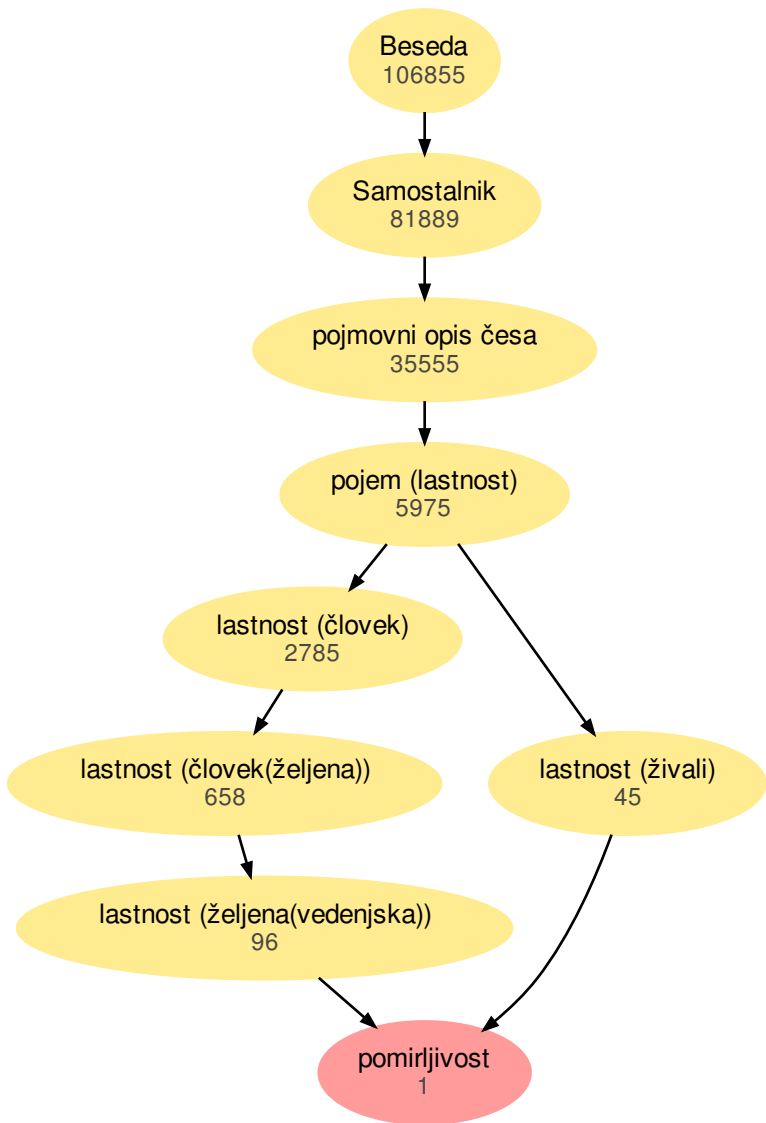 Beseda
106855
Samostalnik
81889
pojmovni opis česa
35555
pojem (lastnost)
5975
lastnost (človek)
2785
lastnost (človek(željena))
658
lastnost (živali)
45
lastnost (željena(vedenjska))
96
pomirljivost
1